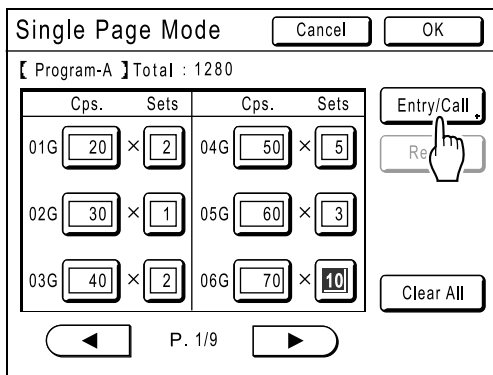 Single Page Mode Cancel OK
【 Program-A 】Total : 1280
Cps. Sets Cps. Sets
Entry/Call
01G 20 × 2 04G 50 × 5
02G 30 × 1 05G 60 × 3
03G 40 × 2 06G 70 × 10
Clear All
P. 1/9